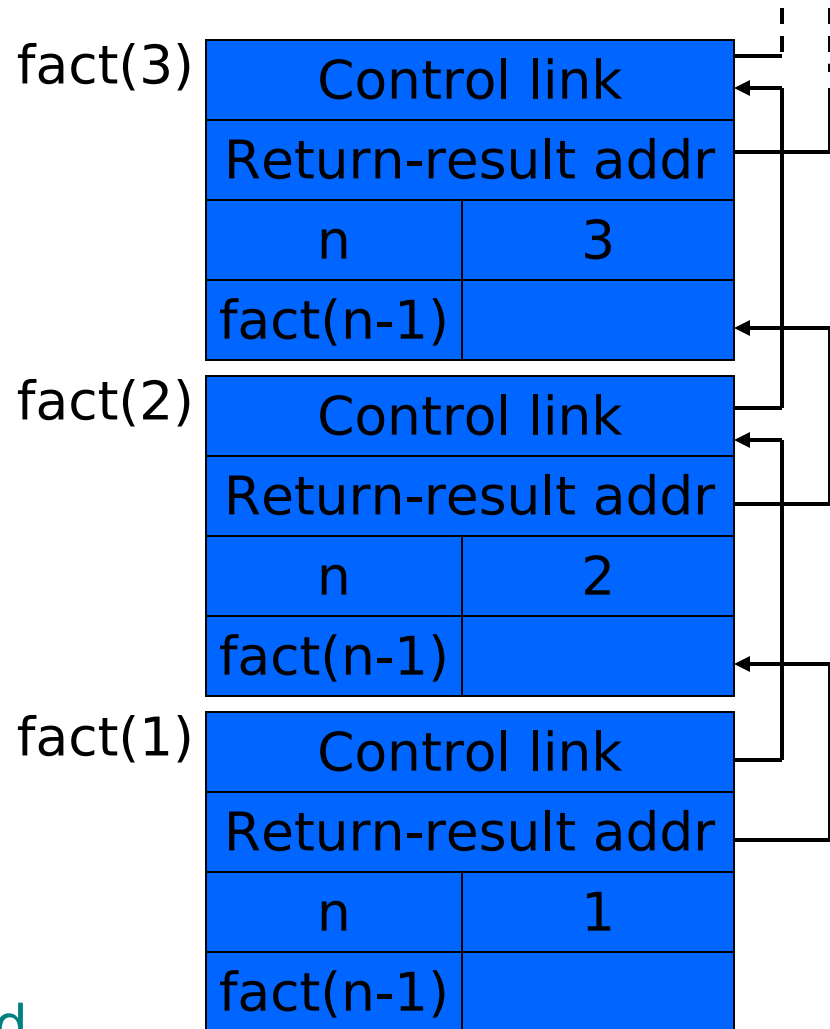 fact(3)
Control link
Return-result addr
n 3
fact(n-1)
fact(2)
Control link
Return-result addr
n 2
fact(n-1)
fact(1)
Control link
Return-result addr
n 1
fact(n-1)
d